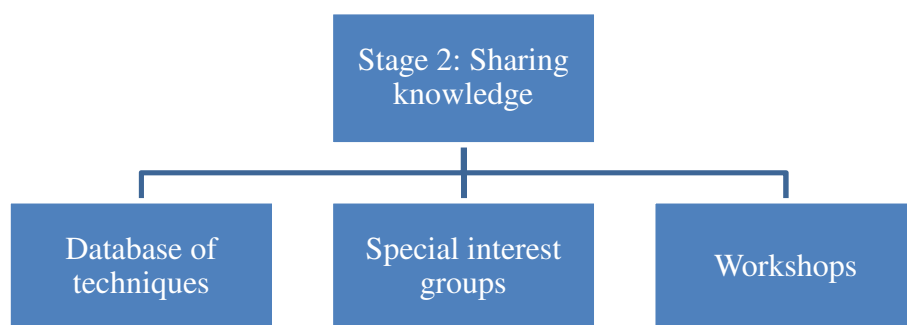 Stage 2: Sharing
knowledge
Database of
techniques
Special interest
groups
Workshops